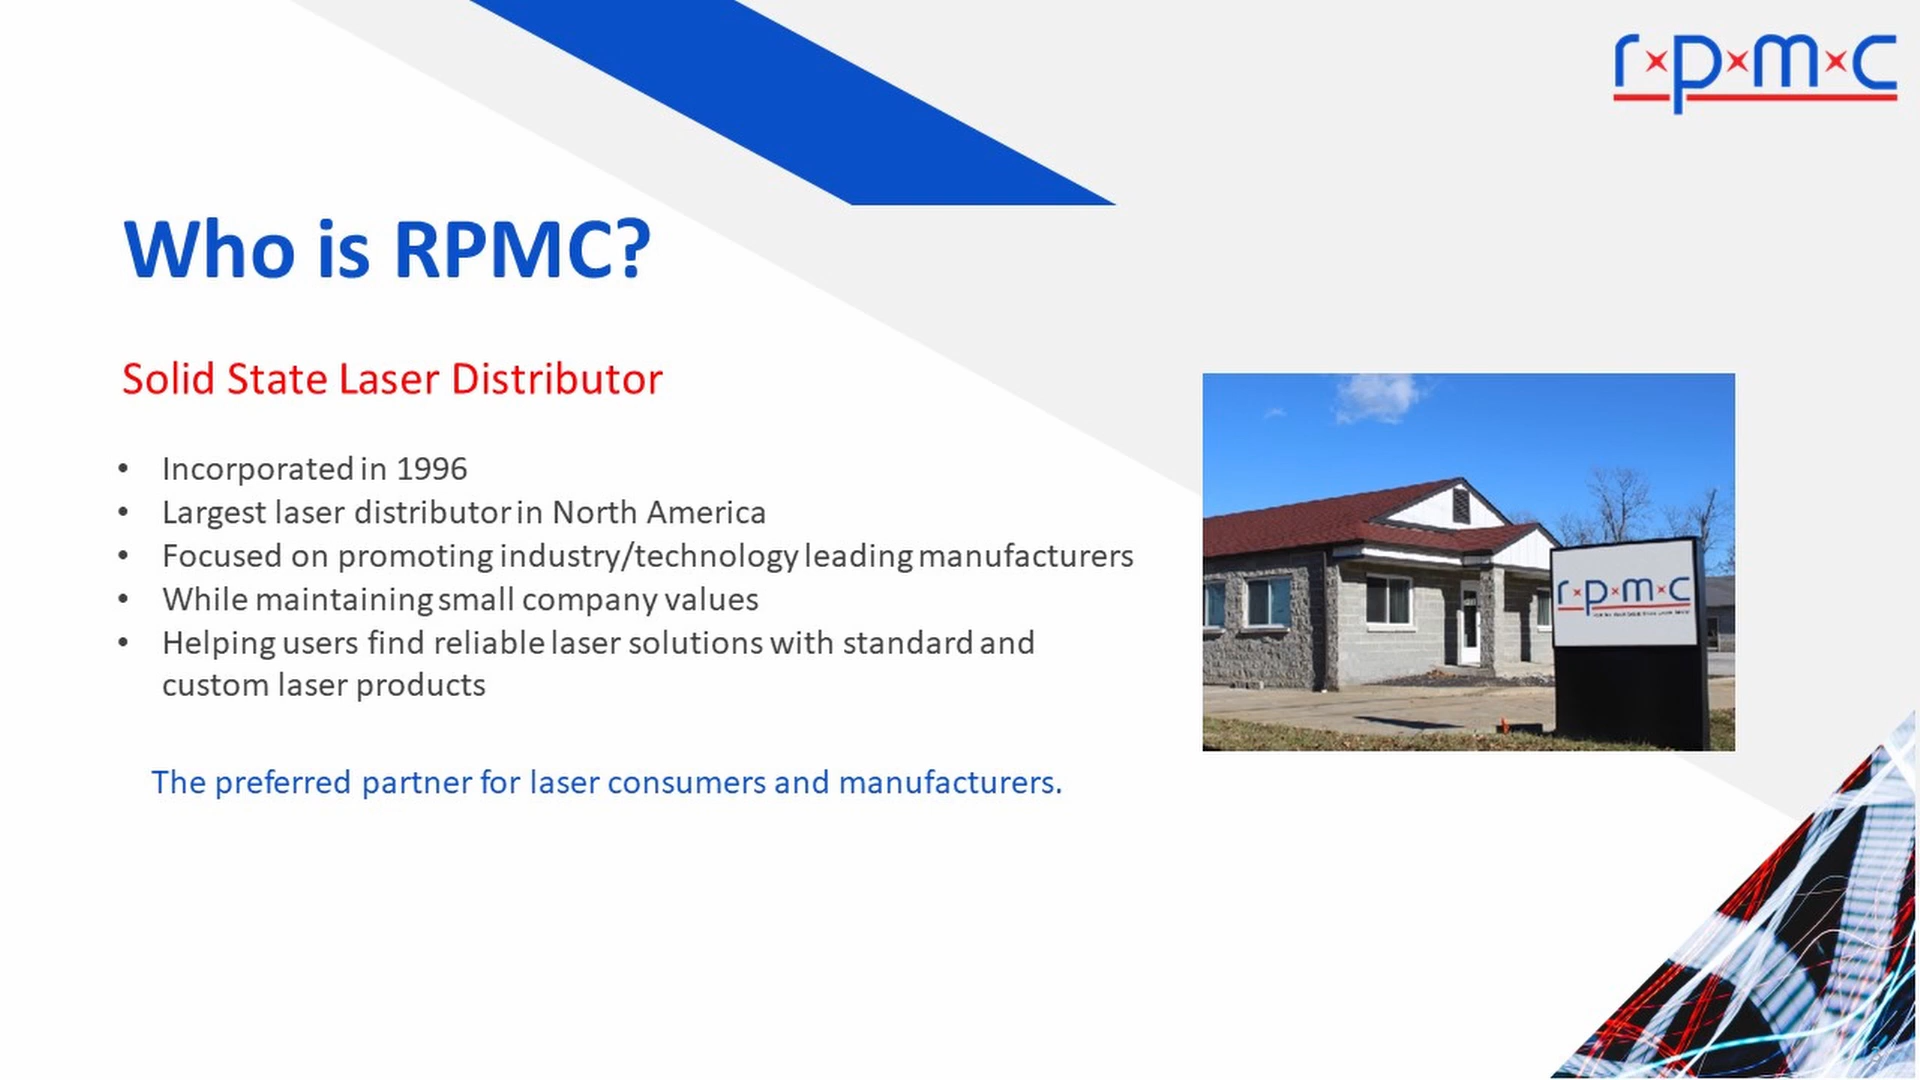 r×p×m×c
Who is RPMC?
Solid State Laser Distributor
• Incorporated in 1996
• Largest laser distributor in North America
• Focused on promoting industry/technology leading manufacturers
• While maintaining small company values
• Helping users find reliable laser solutions with standard and
custom laser products
r×p×m×c
The preferred partner for laser consumers and manufacturers.